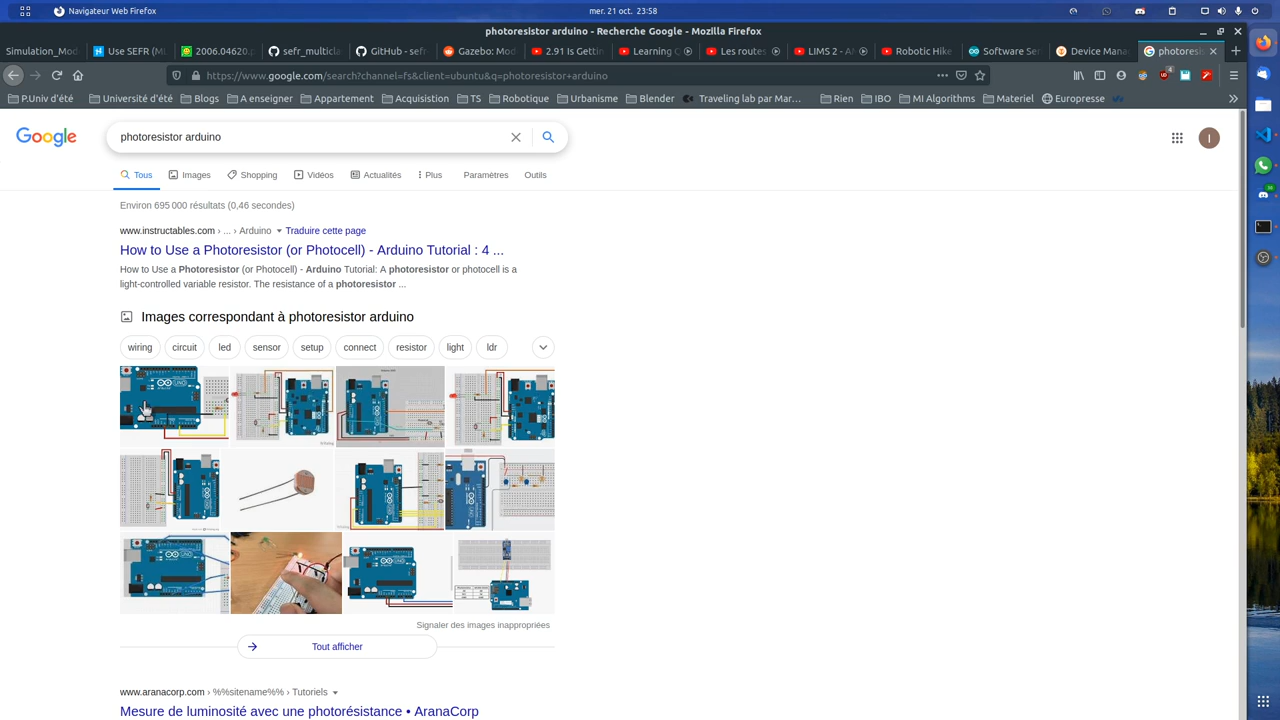 Navigateur Web Firefox
mer. 21 oct. 23:58
photoresistor arduino - Recherche Google - Mozilla Firefox
Simulation_Mod
Use SEFR (ML
2006.04620.p
sefr_multicla
GitHub - sefr
Gazebo: Mod
2.91 Is Gettin
Learning C
Les routes
LIMS 2 - A
Robotic Hike
Software Ser
Device Mana
photoresis
https://www.google.com/search?channel=fs&client=ubuntu&q=photoresistor+arduino
4
P.Univ d'été
Université d'été
Blogs
A enseigner
Appartement
Acquisistion
TS
Robotique
Urbanisme
Blender
Traveling lab par Mar…
Rien
IBO
MI Algorithms
Materiel
Europresse
Google
photoresistor arduino
I
Tous
Images
Shopping
Vidéos
Actualités
Plus
Paramètres
Outils
Environ 695 000 résultats (0,46 secondes)
www.instructables.com › ... › Arduino
Traduire cette page
How to Use a Photoresistor (or Photocell) - Arduino Tutorial : 4 ...
How to Use a Photoresistor (or Photocell) - Arduino Tutorial: A photoresistor or photocell is a
light-controlled variable resistor. The resistance of a photoresistor ...
Images correspondant à photoresistor arduino
wiring
circuit
led
sensor
setup
connect
resistor
light
ldr
Signaler des images inappropriées
Tout afficher
www.aranacorp.com › %%sitename%% › Tutoriels
Mesure de luminosité avec une photorésistance • AranaCorp